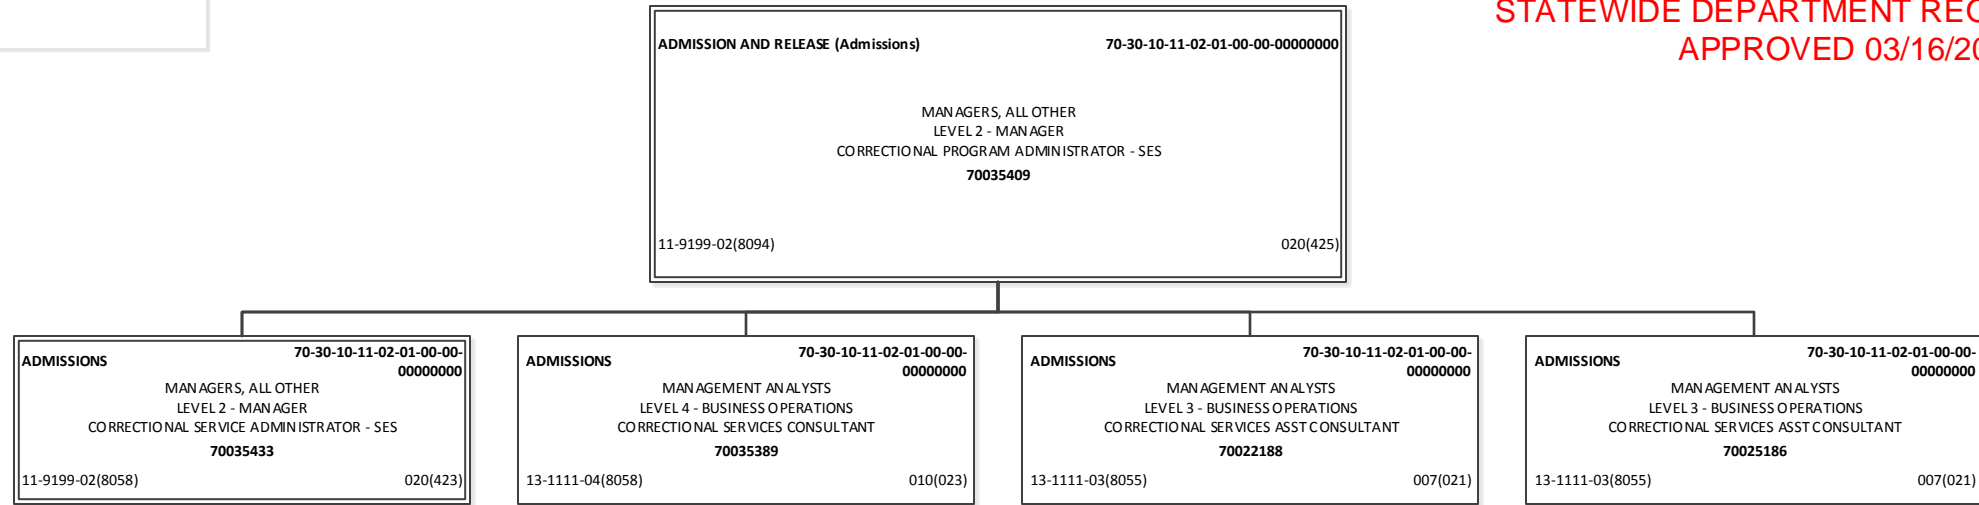 STATEWIDE DEPARTMENT
APPROVED
ADMISSION AND RELEASE (Admissions) 70-30-10-11-02-01-00-00-00000000
MANAGERS, ALL OTHER
LEVEL 2 - MANAGER
CORRECTIONAL PROGRAM ADMINISTRATOR - SES
70035409
11-9199-02(8094) 020(425)
ADMISSIONS 70-30-10-11-02-01-00-00-
00000000
MANAGERS, ALL OTHER
LEVEL 2 - MANAGER
CORRECTIONAL SERVICE ADMINISTRATOR - SES
70035433
11-9199-02(8058) 020(423)
ADMISSIONS 70-30-10-11-02-01-00-00-
00000000
MANAGEMENT ANALYSTS
LEVEL 4 - BUSINESS OPERATIONS
CORRECTIONAL SERVICES CONSULTANT
70035389
13-1111-04(8058) 010(023)
ADMISSIONS 70-30-10-11-02-01-00-00-
00000000
MANAGEMENT ANALYSTS
LEVEL 3 - BUSINESS OPERATIONS
CORRECTIONAL SERVICES ASST CONSULTANT
70022188
13-1111-03(8055) 007(021)
ADMISSIONS 70-30-10-11-02-01-00-00-
00000000
MANAGEMENT ANALYSTS
LEVEL 3 - BUSINESS OPERATIONS
CORRECTIONAL SERVICES ASST CONSULTANT
70025186
13-1111-03(8055) 007(021)